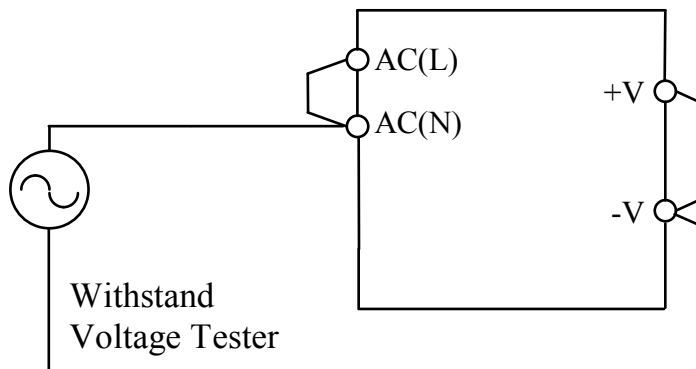 AC(L)
+V
AC(N)
-V
Withstand
Voltage Tester